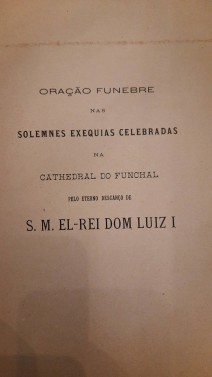 ORAÇÃO FUNEBRE
NAS
SOLEMNES EXEQUIAS CELEBRADAS
NA
CATHEDRAL DO FUNCHAL
PELO ETERNO DESCANÇO DE
S. M. EL-REI DOM LUIZ I